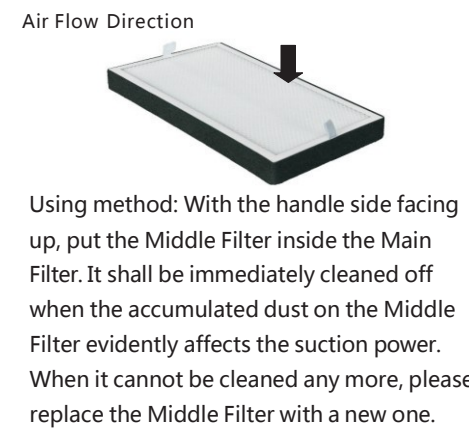 Air Flow Direction
Using method: With the handle side facing
up, put the Middle Filter inside the Main
Filter. It shall be immediately cleaned off
when the accumulated dust on the Middle
Filter evidently affects the suction power.
When it cannot be cleaned any more, please
replace the Middle Filter with a new one.